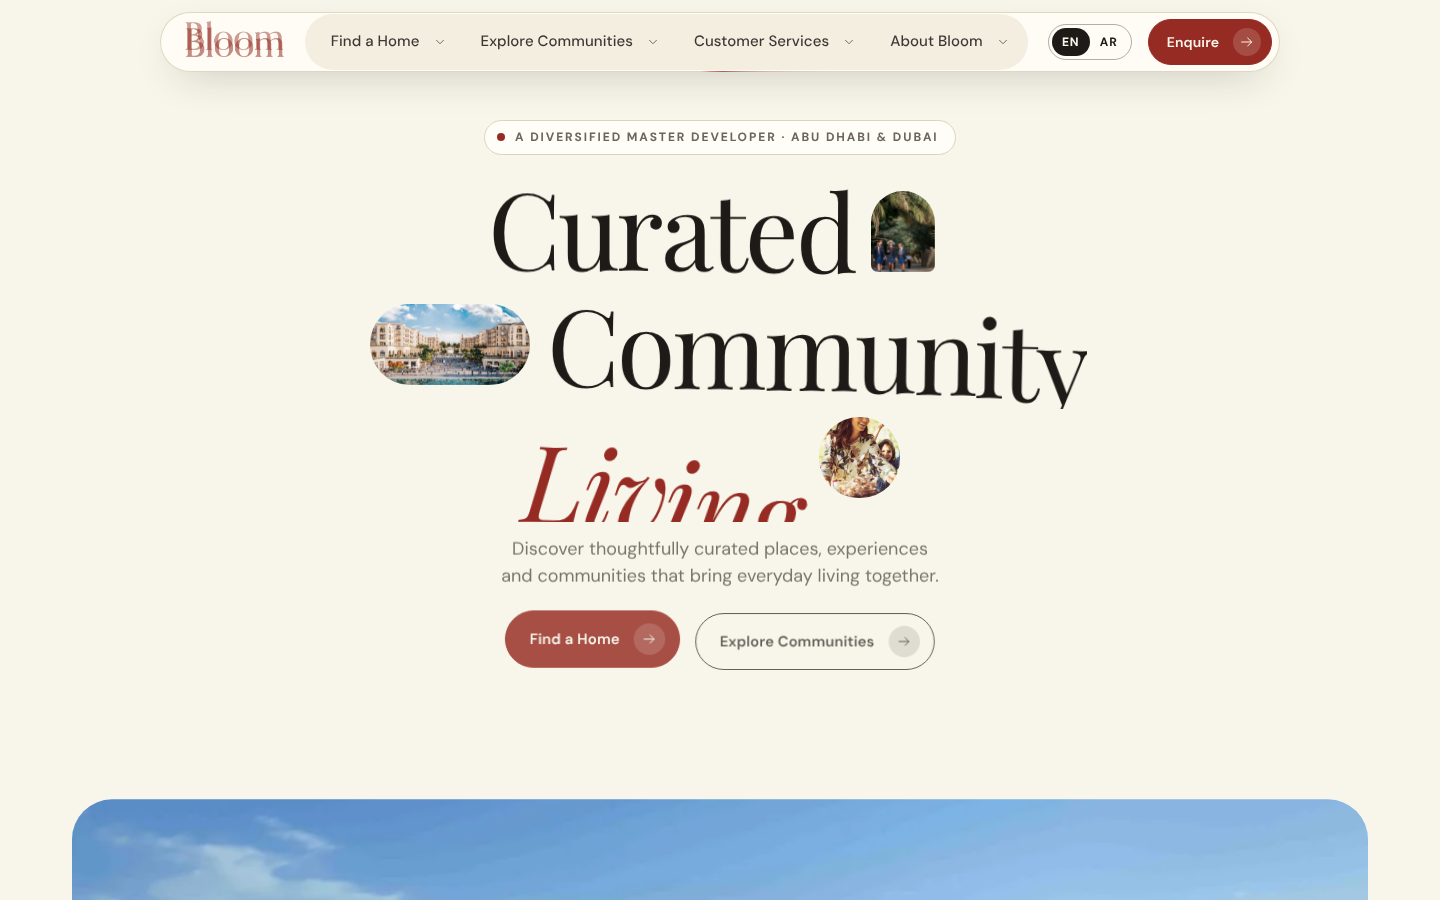 Bloom
Find a Home
Explore Communities
Customer Services
About Bloom
EN
AR
Enquire
A DIVERSIFIED MASTER DEVELOPER · ABU DHABI & DUBAI
Curated
Community
Living
Discover thoughtfully curated places, experiences
and communities that bring everyday living together.
Find a Home
Explore Communities